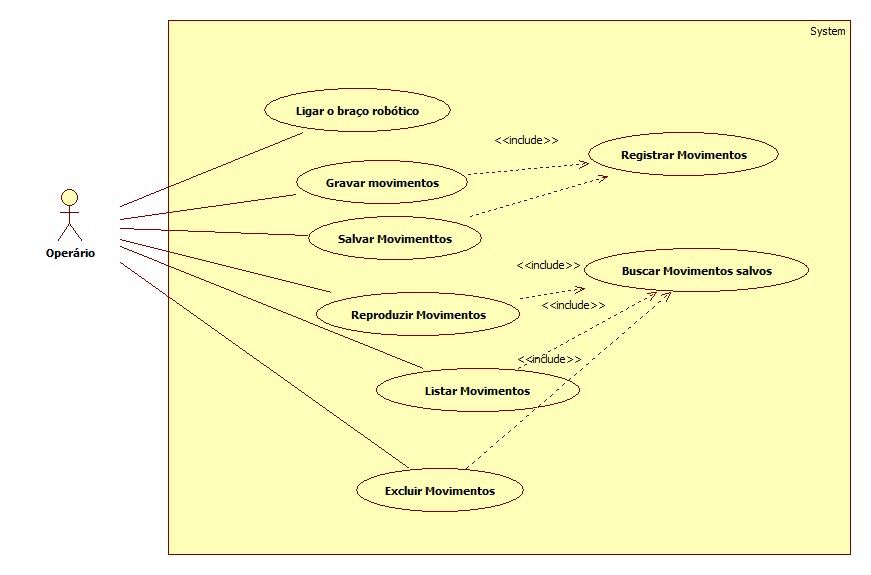 System
Ligar o braço robótico
<<include>>
Registrar Movimentos
Gravar movimentos
Salvar Movimenttos
Operário
<<include>>
Buscar Movimentos salvos
<<include>>
Reproduzir Movimentos
<<include>>
Listar Movimentos
Excluir Movimentos